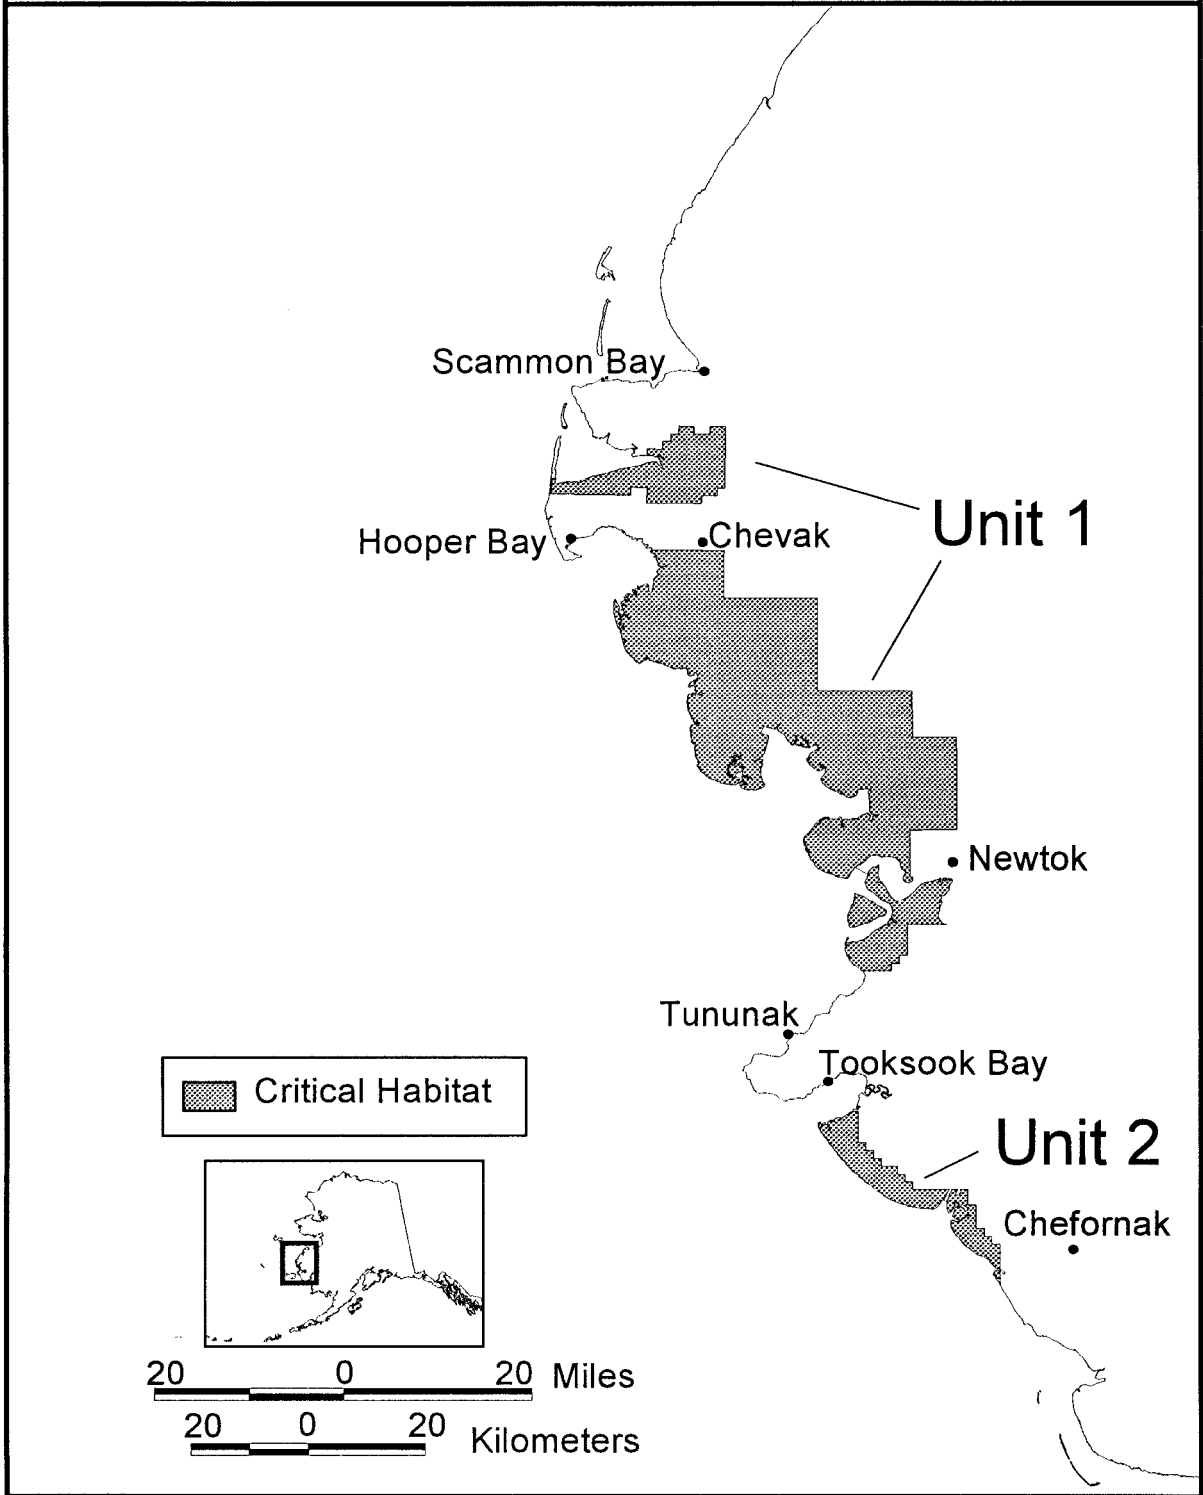 Scammon Bay
Unit 1
Hooper Bay
Chevak
Newtok
Tununak
Tooksook Bay
Critical Habitat
Unit 2
Chefornak
20 0 20 Miles
20 0 20 Kilometers